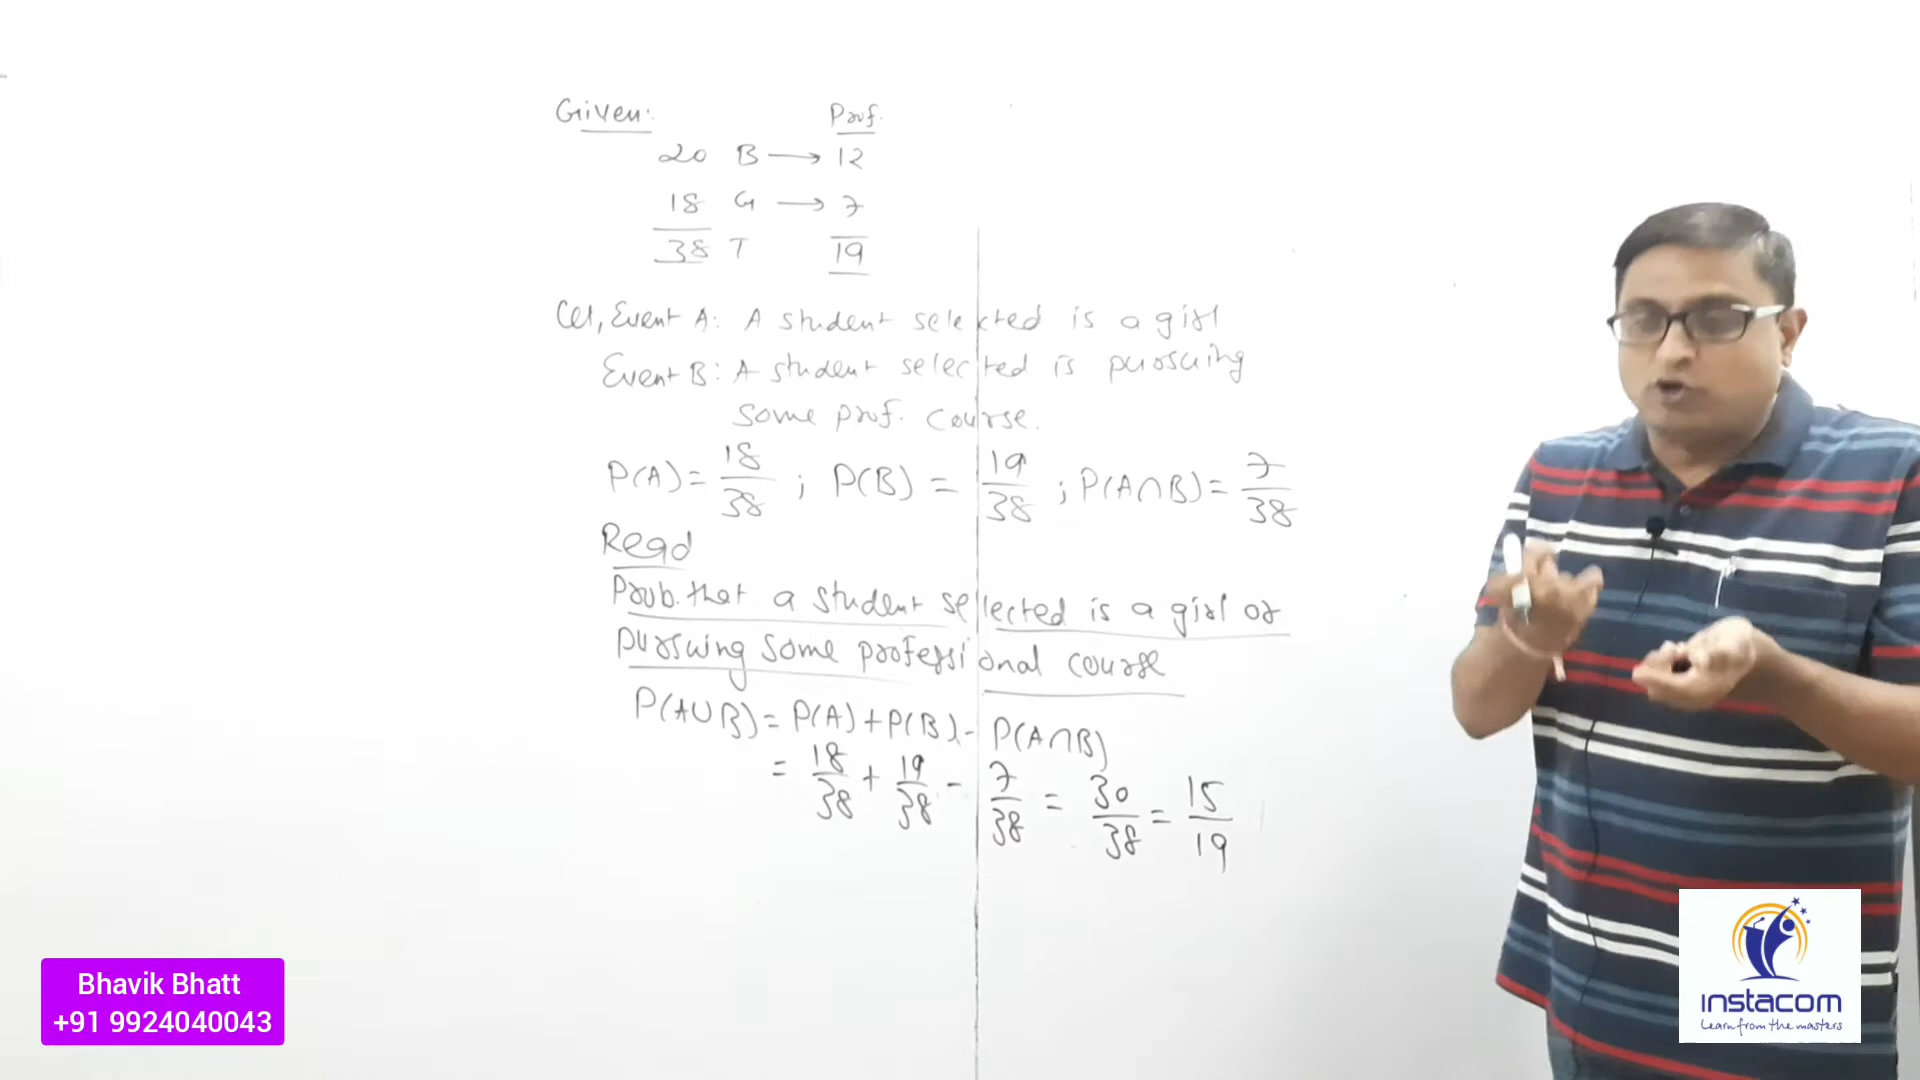 Given:
Prof.
20 B → 12
18 G → 7
38 T 19
Let, Event A: A student selected is a girl
Event B: A student selected is pursuing
some prof. course.
P(A) = 18/38 ; P(B) = 19/38 ; P(A∩B) = 7/38
Reqd
Prob. that a student selected is a girl or
pursuing some professional course
P(A∪B) = P(A) + P(B) - P(A∩B)
= 18/38 + 19/38 - 7/38 = 30/38 = 15/19
Bhavik Bhatt
+91 9924040043
instacom
Learn from the masters